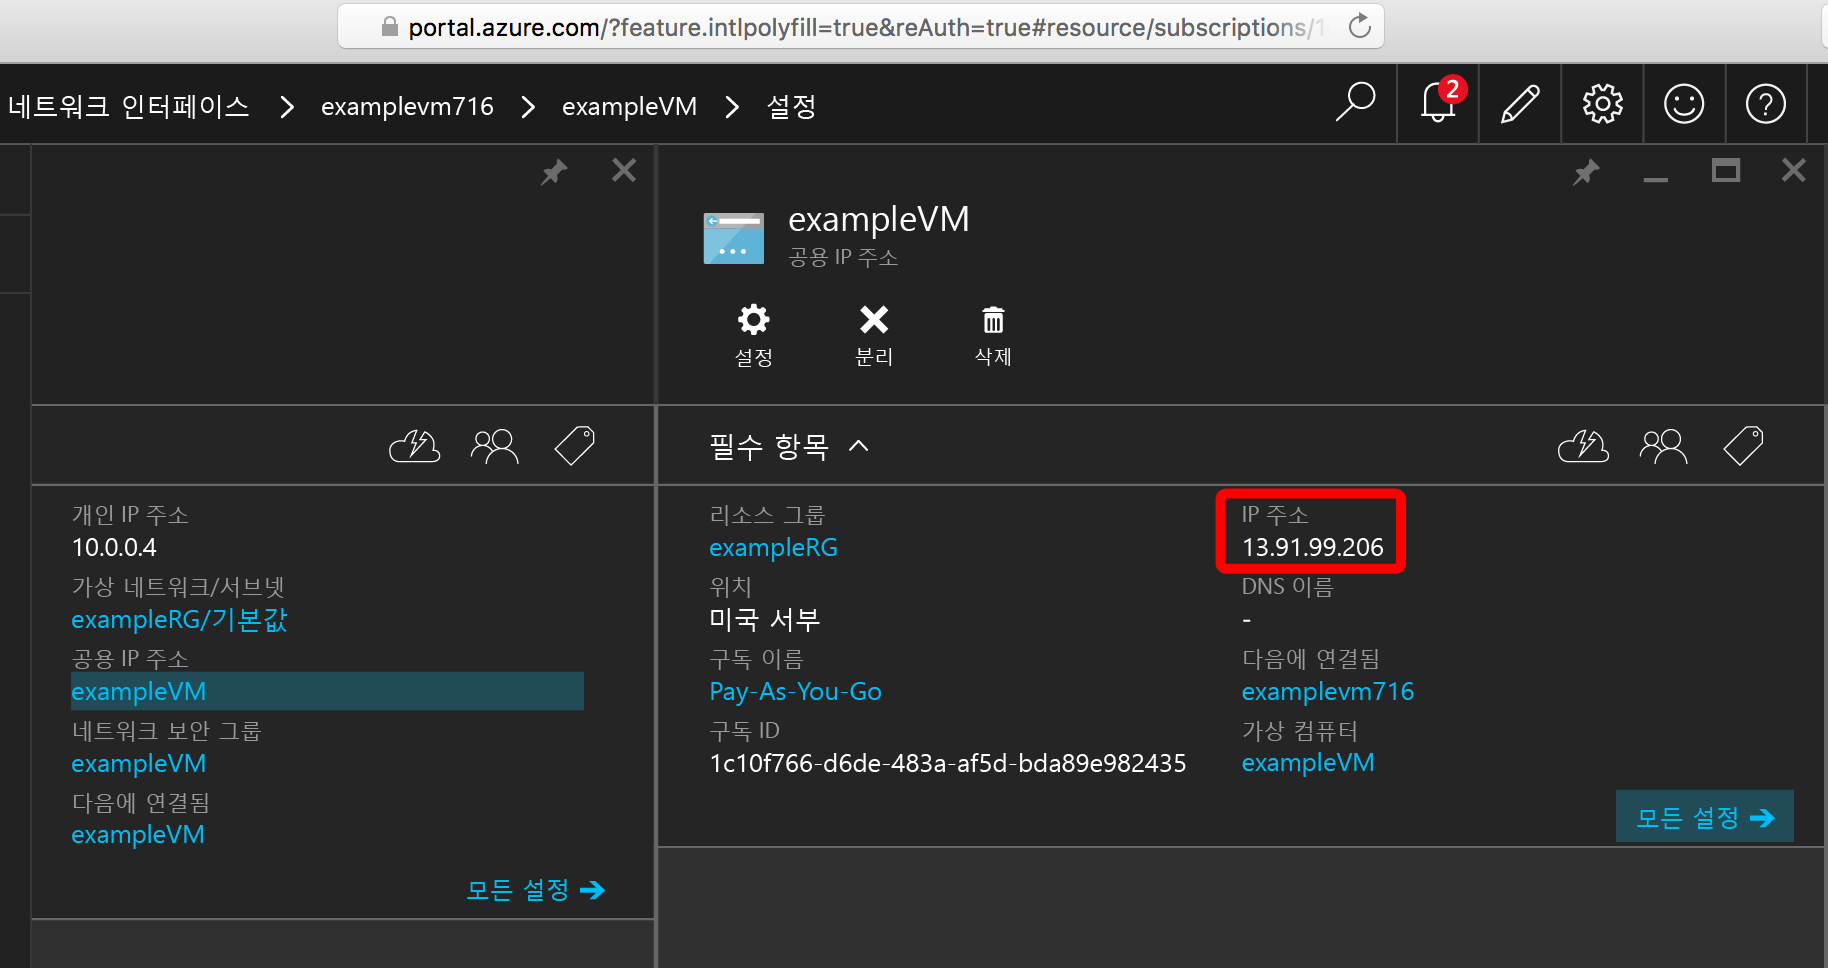 portal.azure.com/?feature.intlpolyfill=true&reAuth=true#resource/subscriptions/1
네트워크 인터페이스 > examplevm716 > exampleVM > 설정
2
exampleVM
공용 IP 주소
설정 분리 삭제
개인 IP 주소
10.0.0.4
가상 네트워크/서브넷
exampleRG/기본값
공용 IP 주소
exampleVM
네트워크 보안 그룹
exampleVM
다음에 연결됨
exampleVM
모든 설정
필수 항목
리소스 그룹
exampleRG
위치
미국 서부
구독 이름
Pay-As-You-Go
구독 ID
1c10f766-d6de-483a-af5d-bda89e982435
IP 주소
13.91.99.206
DNS 이름
-
다음에 연결됨
examplevm716
가상 컴퓨터
exampleVM
모든 설정